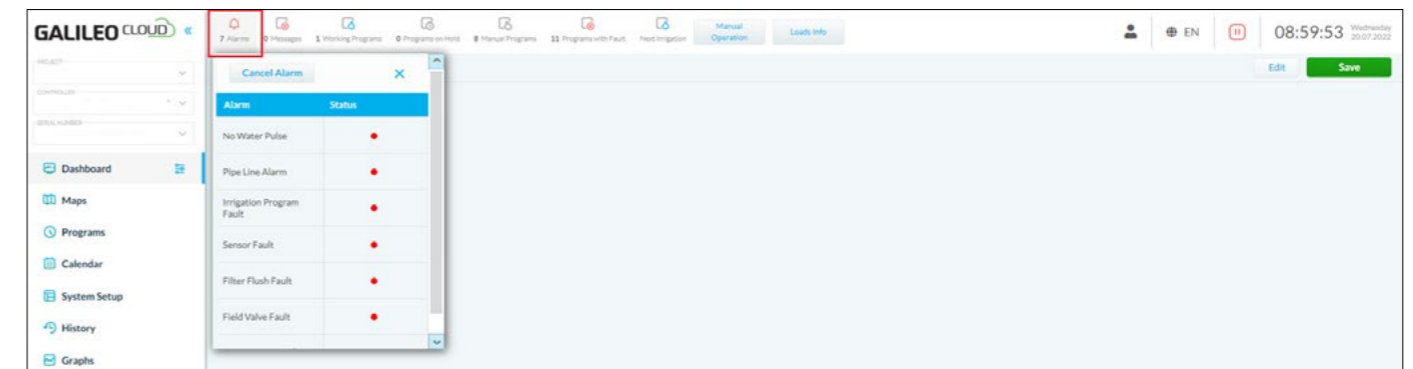 GALILEO CLOUD «
7 Alarms
0 Messages
1 Working Programs
0 Programs on Hold
8 Manual Programs
11 Programs with Fault
Next Irrigation
Manual
Operation
Loads Info
EN
08:59:53
Wednesday
20.07.2022
PROJECT
CONTROLLER
SERIAL NUMBER
Edit
Save
Cancel Alarm
Alarm Status
No Water Pulse
Pipe Line Alarm
Irrigation Program
Fault
Sensor Fault
Filter Flush Fault
Field Valve Fault
Dashboard
Maps
Programs
Calendar
System Setup
History
Graphs